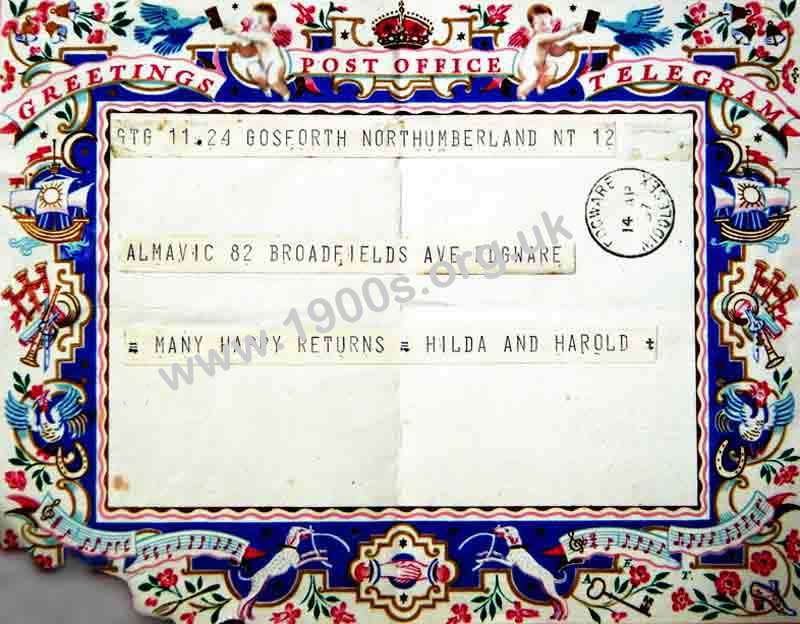 GREETINGS POST OFFICE TELEGRAM
GTG 11.24 GOSFORTH NORTHUMBERLAND NT 12
EDGWARE MIDDLESEX
14 AP
ALMAVIC 82 BROADFIELDS AVE EDGWARE
= MANY HAPPY RETURNS = HILDA AND HAROLD +
www.1900s.org.uk